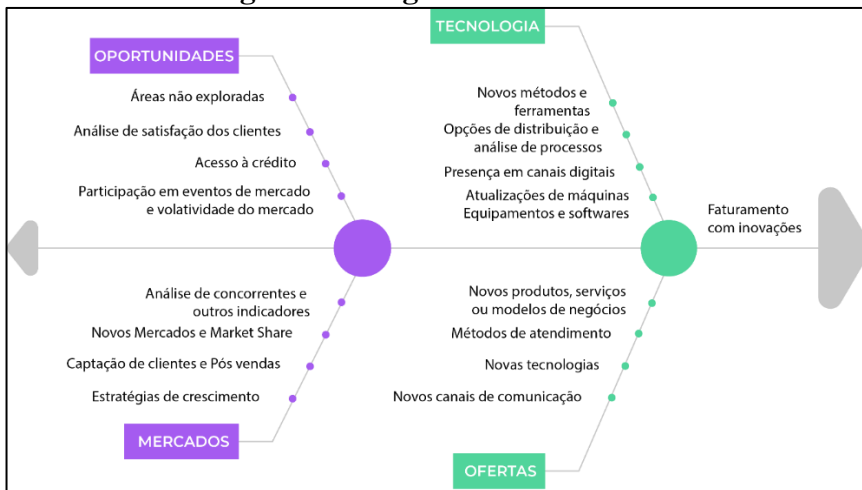 TECNOLOGIA
OPORTUNIDADES
Áreas não exploradas
Análise de satisfação dos clientes
Acesso à crédito
Participação em eventos de mercado
e volatividade do mercado
Novos métodos e
ferramentas
Opções de distribuição e
análise de processos
Presença em canais digitais
Atualizações de máquinas
Equipamentos e softwares
Faturamento
com inovações
Análise de concorrentes e
outros indicadores
Novos Mercados e Market Share
Captação de clientes e Pós vendas
Estratégias de crescimento
MERCADOS
Novos produtos, serviços
ou modelos de negócios
Métodos de atendimento
Novas tecnologias
Novos canais de comunicação
OFERTAS